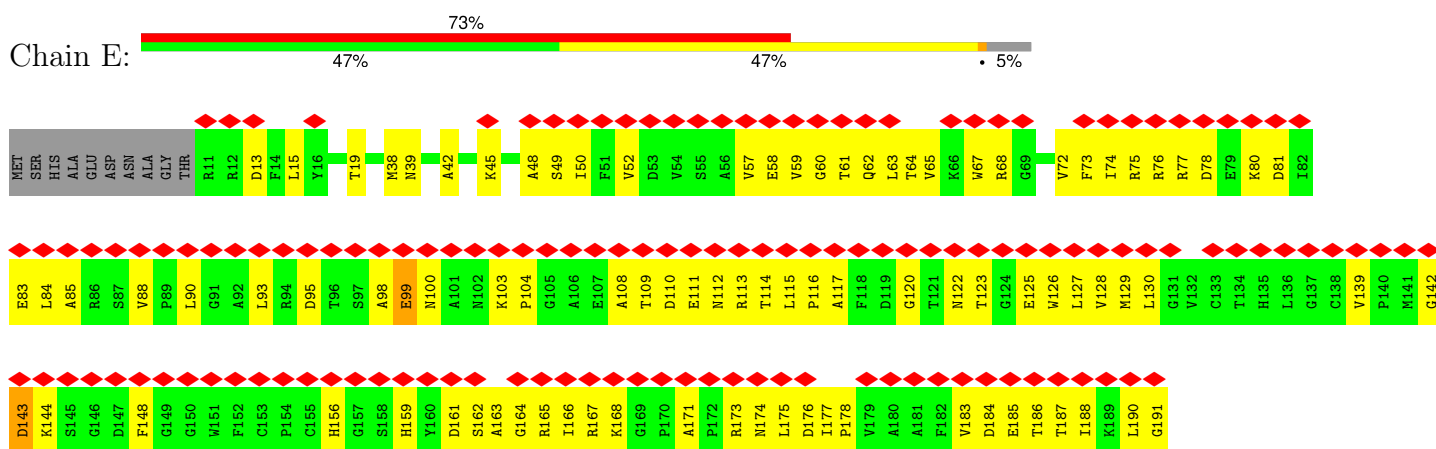 73%
Chain E:
47% 47% • 5%
MET SER HIS ALA GLU ASP ASN ALA GLY THR R11 R12 D13 F14 L15 Y16 T19 M38 N39 A42 K45 A48 S49 I50 F51 V52 D53 V54 S55 A56 V57 E58 V59 G60 T61 Q62 L63 T64 V65 K66 W67 R68 G69 V72 F73 I74 R75 R76 R77 D78 E79 K80 D81 I82
E83 L84 A85 R86 S87 V88 P89 L90 G91 A92 L93 R94 D95 T96 S97 A98 E99 N100 A101 N102 K103 P104 G105 A106 E107 A108 T109 D110 E111 N112 R113 T114 L115 P116 A117 F118 D119 G120 T121 N122 T123 G124 E125 W126 L127 V128 M129 L130 G131 V132 C133 T134 H135 L136 G137 C138 V139 P140 M141 G142
D143 K144 S145 G146 D147 F148 G149 G150 W151 F152 C153 P154 C155 H156 G157 S158 H159 Y160 D161 S162 A163 G164 R165 I166 R167 K168 G169 P170 A171 P172 R173 N174 L175 D176 I177 P178 V179 A180 A181 F182 V183 D184 E185 T186 T187 I188 K189 L190 G191